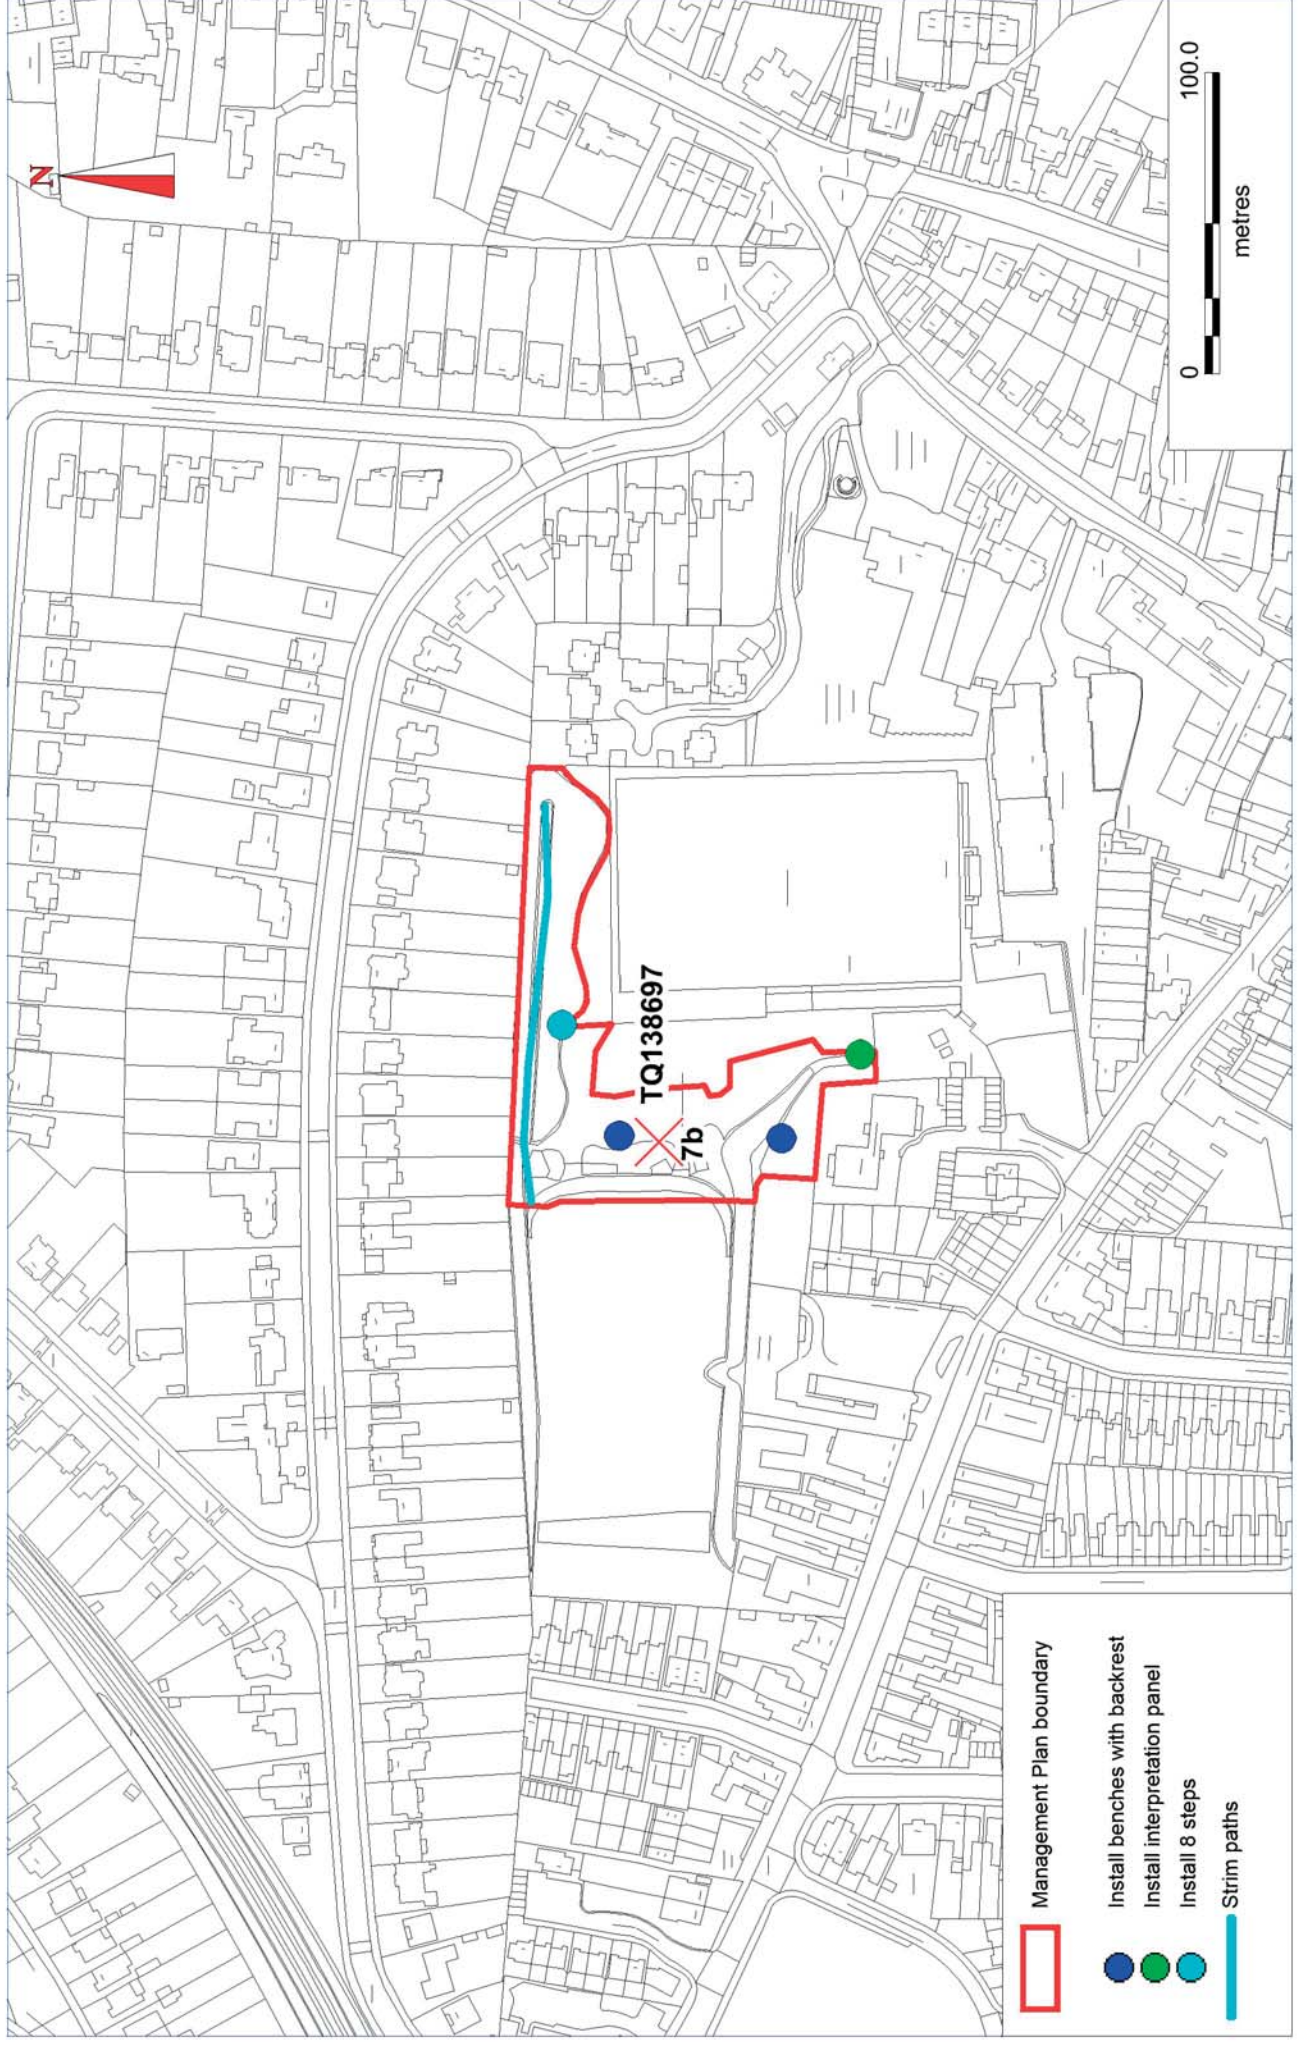 N
TQ138697
7b
0 100.0
metres
Management Plan boundary
Install benches with backrest
Install interpretation panel
Install 8 steps
Strim paths